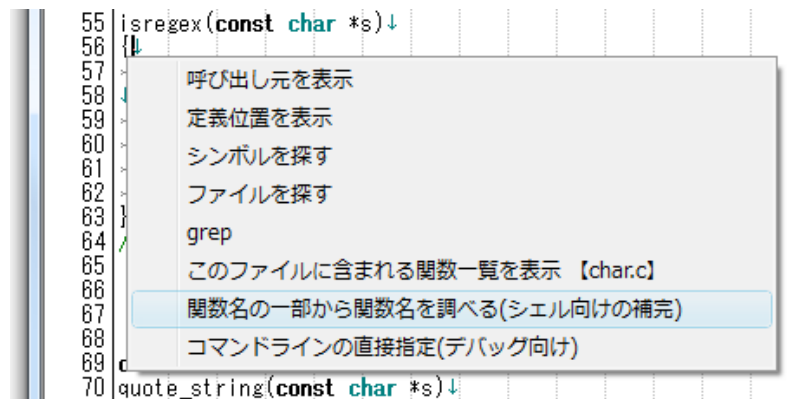 55 isregex(const char *s)↓
56 {↓
57
呼び出し元を表示
58 ↓
定義位置を表示
59
60
シンボルを探す
61
62
ファイルを探す
63 }
grep
64 /
65
このファイルに含まれる関数一覧を表示 【char.c】
66
67
関数名の一部から関数名を調べる(シェル向けの補完)
68
コマンドラインの直接指定(デバッグ向け)
69
70 quote_string(const char *s)↓